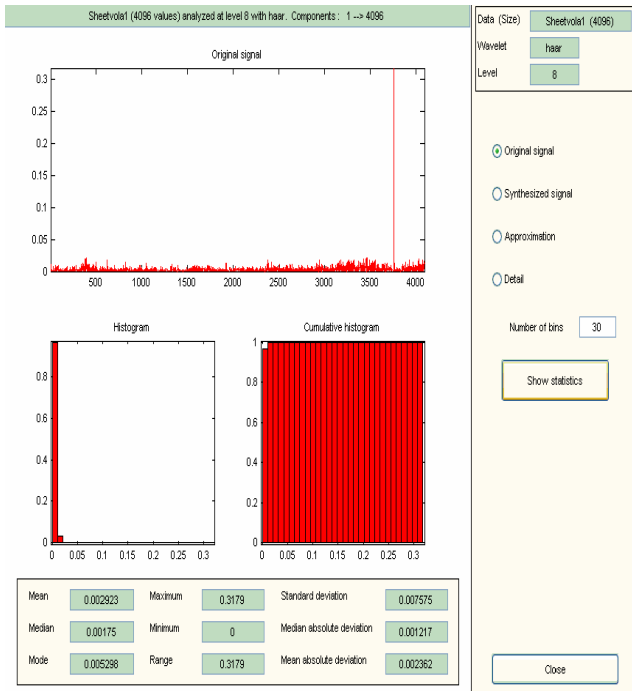 Sheetvola1 (4096 values) analyzed at level 8 with haar. Components : 1 --> 4096
Data (Size) Sheetvola1 (4096)
Wavelet haar
Level 8
Original signal
0.3
0.25
0.2
0.15
0.1
0.05
0
500 1000 1500 2000 2500 3000 3500 4000
Original signal
Synthesized signal
Approximation
Detail
Number of bins 30
Show statistics
Histogram
0.8
0.6
0.4
0.2
0
0 0.05 0.1 0.15 0.2 0.25 0.3
Cumulative histogram
1
0.8
0.6
0.4
0.2
0
0 0.05 0.1 0.15 0.2 0.25 0.3
Mean 0.002923 Maximum 0.3179 Standard deviation 0.007575
Median 0.00175 Minimum 0 Median absolute deviation 0.001217
Mode 0.005298 Range 0.3179 Mean absolute deviation 0.002362
Close